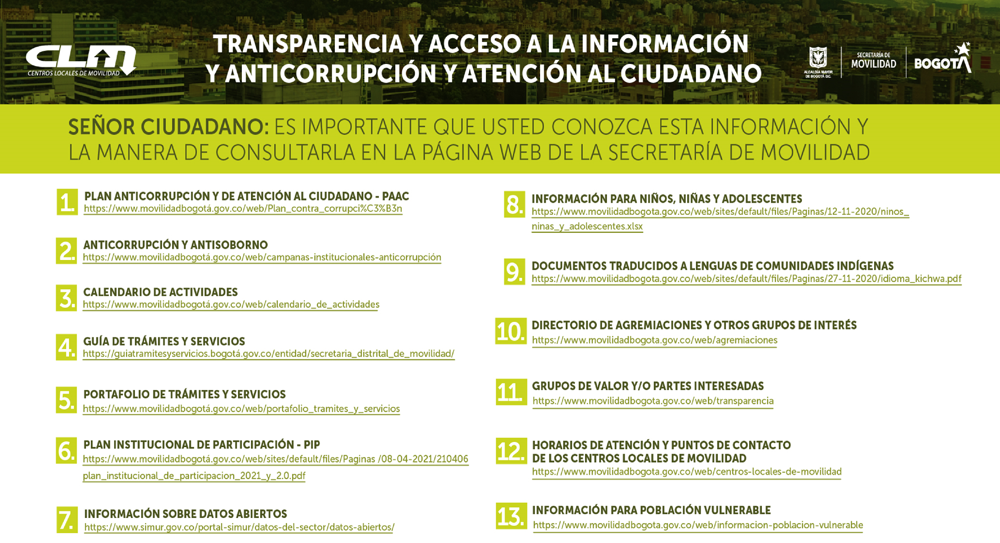 CLM
CENTROS LOCALES DE MOVILIDAD
TRANSPARENCIA Y ACCESO A LA INFORMACIÓN
Y ANTICORRUPCIÓN Y ATENCIÓN AL CIUDADANO
ALCALDÍA MAYOR
DE BOGOTÁ D.C.
SECRETARÍA DE
MOVILIDAD
BOGOTÁ
SEÑOR CIUDADANO: ES IMPORTANTE QUE USTED CONOZCA ESTA INFORMACIÓN Y
LA MANERA DE CONSULTARLA EN LA PÁGINA WEB DE LA SECRETARÍA DE MOVILIDAD
1. PLAN ANTICORRUPCIÓN Y DE ATENCIÓN AL CIUDADANO - PAAC
https://www.movilidadbogotá.gov.co/web/Plan_contra_corrupci%C3%B3n
2. ANTICORRUPCIÓN Y ANTISOBORNO
https://www.movilidadbogotá.gov.co/web/campanas-institucionales-anticorrupción
3. CALENDARIO DE ACTIVIDADES
https://www.movilidadbogotá.gov.co/web/calendario_de_actividades
4. GUÍA DE TRÁMITES Y SERVICIOS
https://guiatramitesyservicios.bogotá.gov.co/entidad/secretaria_distrital_de_movilidad/
5. PORTAFOLIO DE TRÁMITES Y SERVICIOS
https://www.movilidadbogotá.gov.co/web/portafolio_tramites_y_servicios
6. PLAN INSTITUCIONAL DE PARTICIPACIÓN - PIP
https://www.movilidadbogotá.gov.co/web/sites/default/files/Paginas /08-04-2021/210406
plan_institucional_de_participacion_2021_y_2.0.pdf
7. INFORMACIÓN SOBRE DATOS ABIERTOS
https://www.simur.gov.co/portal-simur/datos-del-sector/datos-abiertos/
8. INFORMACIÓN PARA NIÑOS, NIÑAS Y ADOLESCENTES
https://www.movilidadbogota.gov.co/web/sites/default/files/Paginas/12-11-2020/ninos_
ninas_y_adolescentes.xlsx
9. DOCUMENTOS TRADUCIDOS A LENGUAS DE COMUNIDADES INDÍGENAS
https://www.movilidadbogota.gov.co/web/sites/default/files/Paginas/27-11-2020/idioma_kichwa.pdf
10. DIRECTORIO DE AGREMIACIONES Y OTROS GRUPOS DE INTERÉS
https://www.movilidadbogota.gov.co/web/agremiaciones
11. GRUPOS DE VALOR Y/O PARTES INTERESADAS
https://www.movilidadbogota.gov.co/web/transparencia
12. HORARIOS DE ATENCIÓN Y PUNTOS DE CONTACTO
DE LOS CENTROS LOCALES DE MOVILIDAD
https://www.movilidadbogota.gov.co/web/centros-locales-de-movilidad
13. INFORMACIÓN PARA POBLACIÓN VULNERABLE
https://www.movilidadbogota.gov.co/web/informacion-poblacion-vulnerable